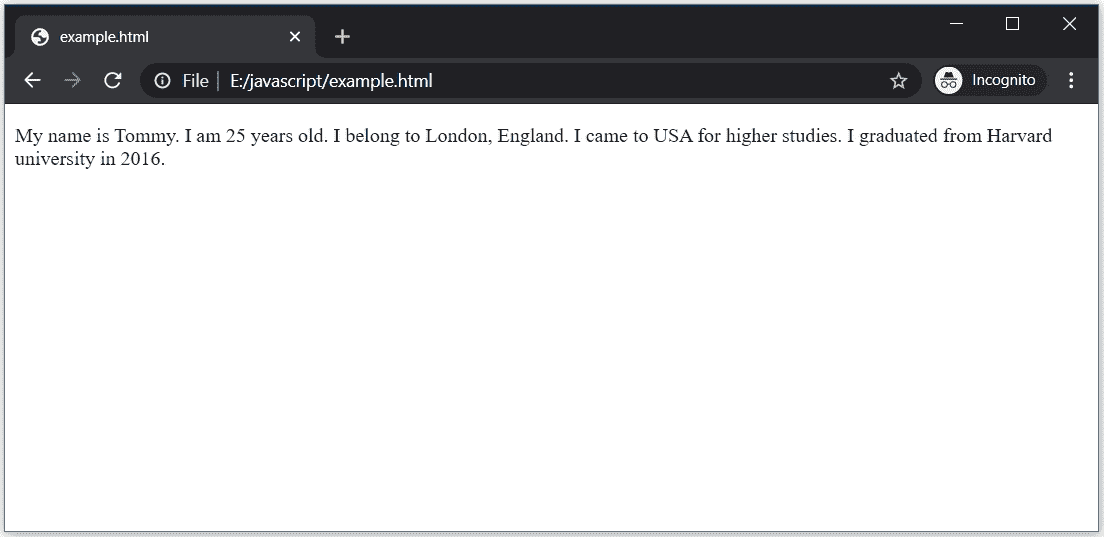 example.html
File | E:/javascript/example.html
Incognito
My name is Tommy. I am 25 years old. I belong to London, England. I came to USA for higher studies. I graduated from Harvard
university in 2016.